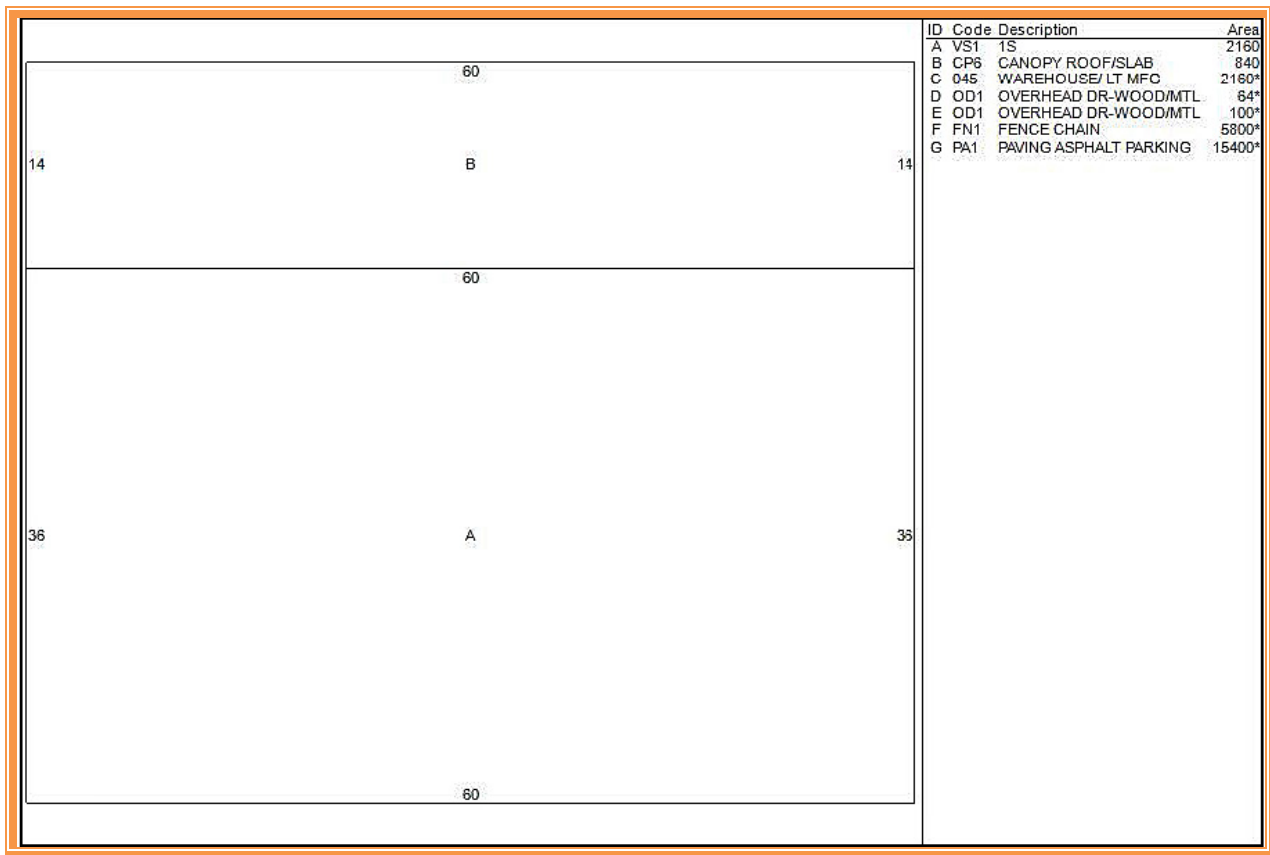 ID Code Description Area
A VS1 1S 2160
B CP6 CANOPY ROOF/SLAB 840
C 045 WAREHOUSE/ LT MFC 2160*
D OD1 OVERHEAD DR-WOOD/MTL 64*
E OD1 OVERHEAD DR-WOOD/MTL 100*
F FN1 FENCE CHAIN 5800*
G PA1 PAVING ASPHALT PARKING 15400*
60
14 B 14
60
36 A 36
60